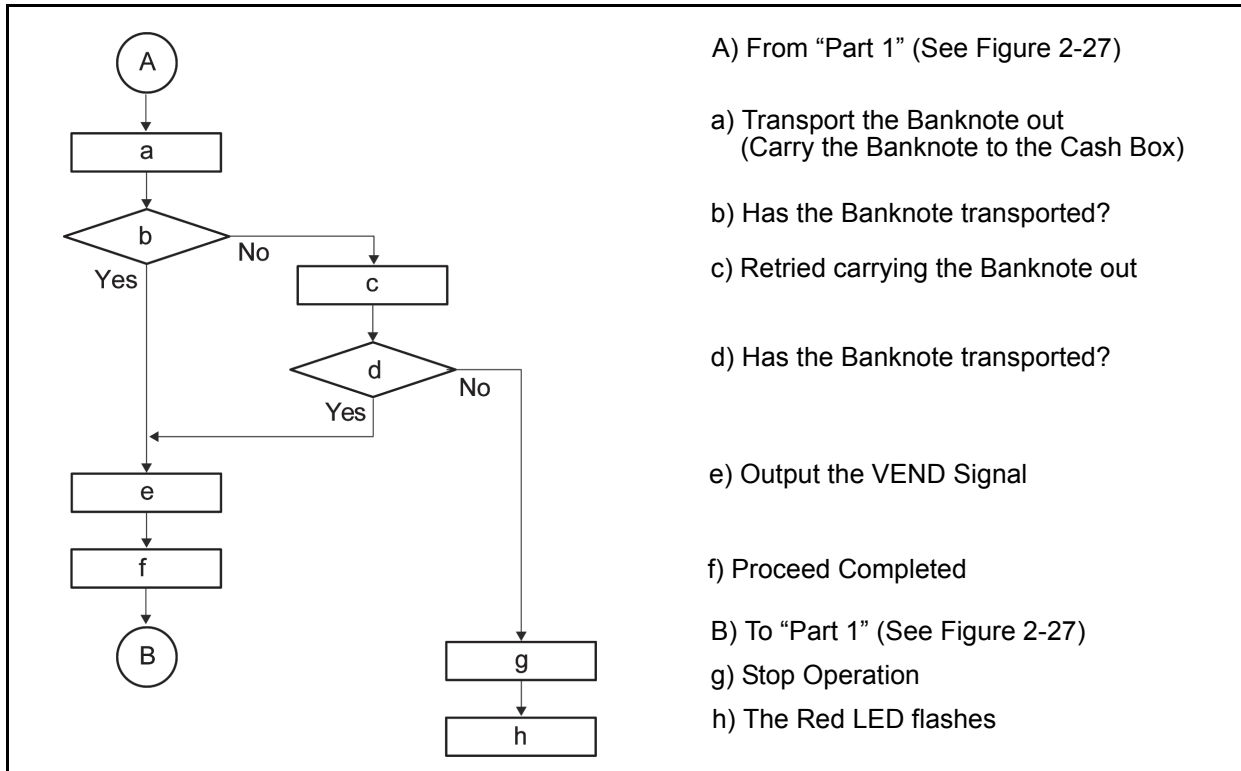 A
a
b
No
Yes
c
d
No
Yes
e
f
B
g
h
A) From “Part 1” (See Figure 2-27)
a) Transport the Banknote out
(Carry the Banknote to the Cash Box)
b) Has the Banknote transported?
c) Retried carrying the Banknote out
d) Has the Banknote transported?
e) Output the VEND Signal
f) Proceed Completed
B) To “Part 1” (See Figure 2-27)
g) Stop Operation
h) The Red LED flashes